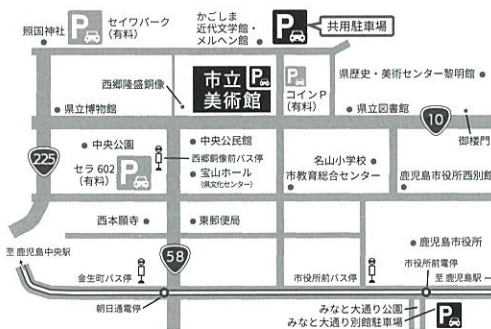 照国神社
P
セイワパーク
(有料)
かごしま
近代文学館・
メルヘン館
P
共用駐車場
西郷隆盛銅像
市立
美術館
P
P
コインP
(有料)
県歴史・美術センター黎明館
県立博物館
県立図書館
10
御楼門
225
中央公園
セラ602
(有料)
P
中央公民館
西郷銅像前バス停
宝山ホール
(県文化センター)
名山小学校
市教育総合センター
鹿児島市役所西別館
西本願寺
東郵便局
58
鹿児島市役所
至 鹿児島中央駅
金生町バス停
市役所前バス停
市役所前電停
至 鹿児島駅
朝日通電停
みなと大通り公園
みなと大通り別館駐車場
P